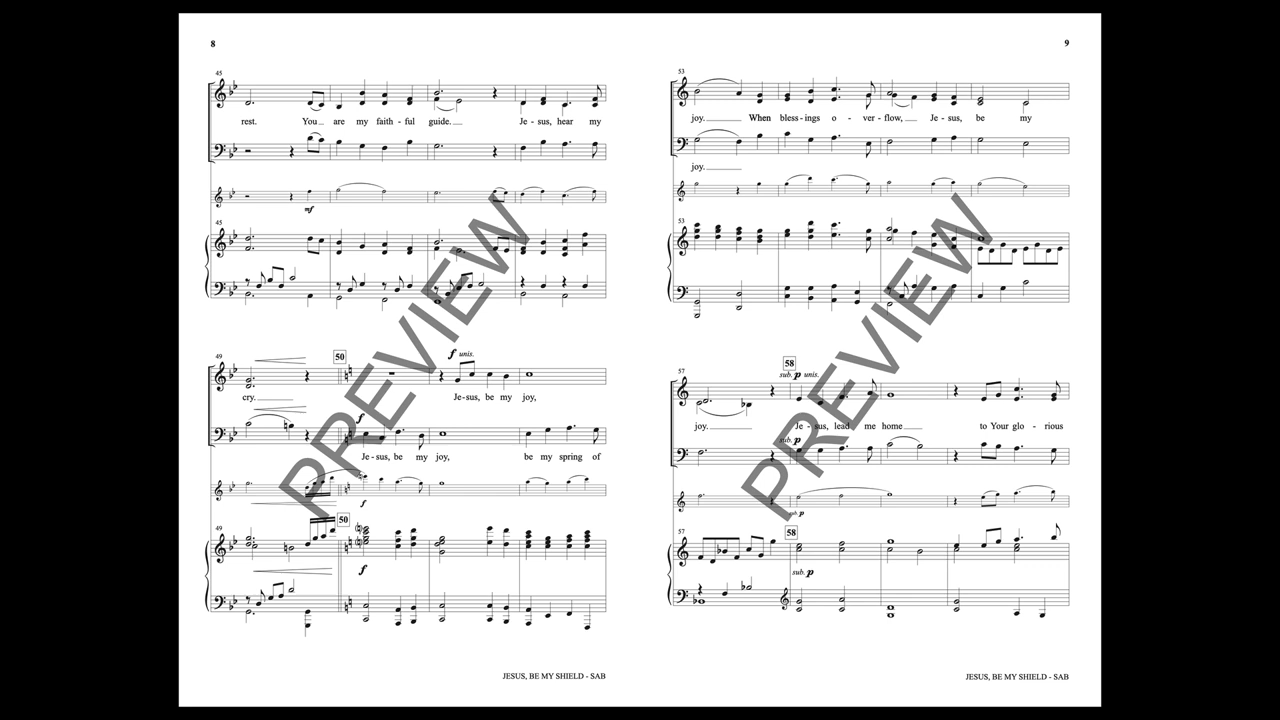 8
45
rest. You are my faith - ful guide. Je - sus, hear my
mf
45
49
50
f unis.
cry. Je - sus, be my joy,
f
Je - sus, be my joy, be my spring of
f
49
50
f
JESUS, BE MY SHIELD - SAB
9
53
joy. When bless - ings o - ver - flow, Je - sus, be my
joy.
53
57
58
sub. p unis.
joy. Je - sus, lead me home to Your glo - rious
sub. p
sub. p
57
58
sub. p
JESUS, BE MY SHIELD - SAB
PREVIEW
PREVIEW